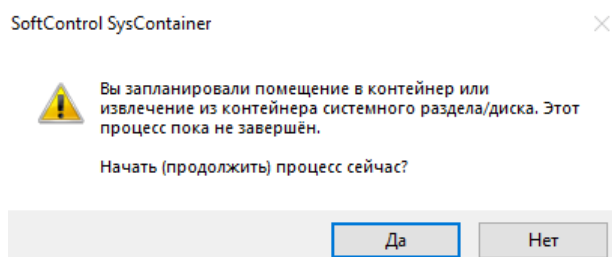 SoftControl SysContainer
Вы запланировали помещение в контейнер или
извлечение из контейнера системного раздела/диска. Этот
процесс пока не завершён.
Начать (продолжить) процесс сейчас?
Да
Нет